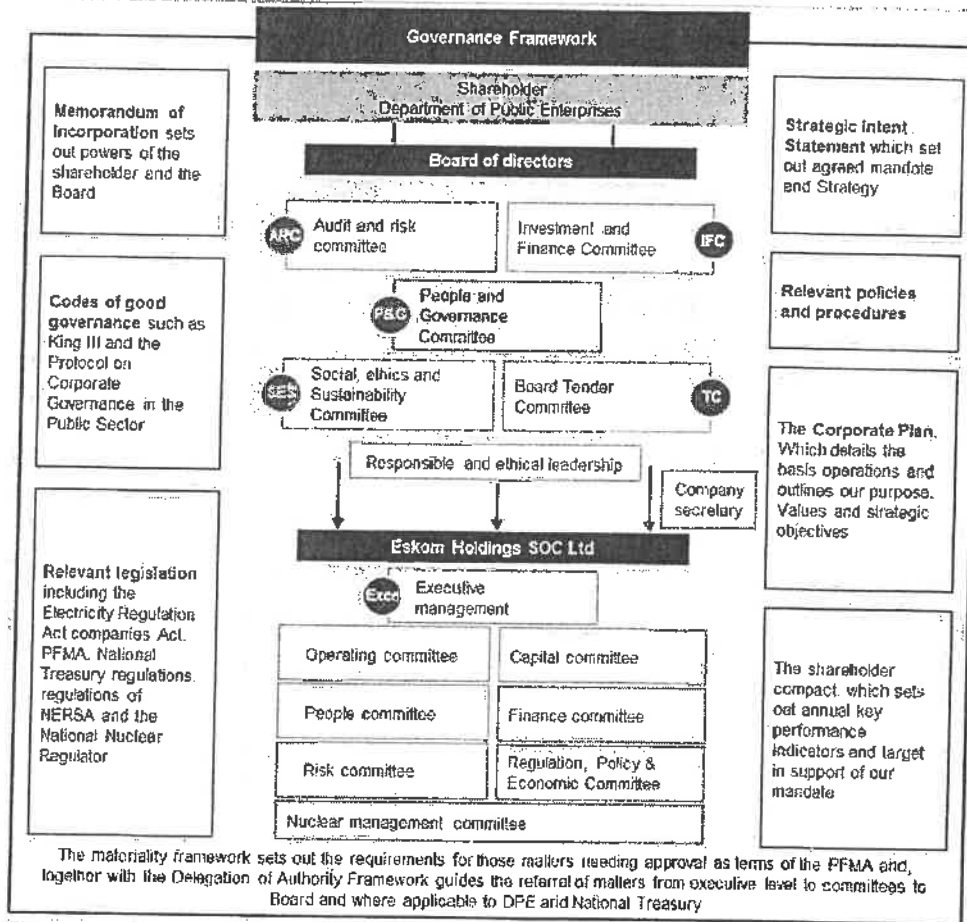 Governance Framework
Shareholder
Department of Public Enterprises
Memorandum of
Incorporation sets
out powers of the
shareholder and the
Board
Codes of good
governance such as
King III and the
Protocol on
Corporate
Governance in the
Public Sector
Relevant legislation
including the
Electricity Regulation
Act companies Act.
PFMA. National
Treasury regulations.
regulations of
NERSA and the
National Nuclear
Regulator
Board of directors
ARC
Audit and risk
committee
Investment and
Finance Committee
IFC
P&G
People and
Governance
Committee
SES
Social, ethics and
Sustainability
Committee
Board Tender
Committee
TC
Responsible and ethical leadership
Company
secretary
Eskom Holdings SOC Ltd
Exco
Executive
management
Operating committee
Capital committee
People committee
Finance committee
Risk committee
Regulation, Policy &
Economic Committee
Nuclear management committee
Strategic intent
Statement which set
out agreed mandate
and Strategy
Relevant policies
and procedures
The Corporate Plan.
Which details the
basis operations and
outlines our purpose.
Values and strategic
objectives
The shareholder
compact, which sets
out annual key
performance
indicators and target
in support of our
mandate
The materiality framework sets out the requirements for those matters needing approval as terms of the PFMA and,
together with the Delegation of Authority Framework guides the referral of matters from executive level to committees to
Board and where applicable to DPE and National Treasury